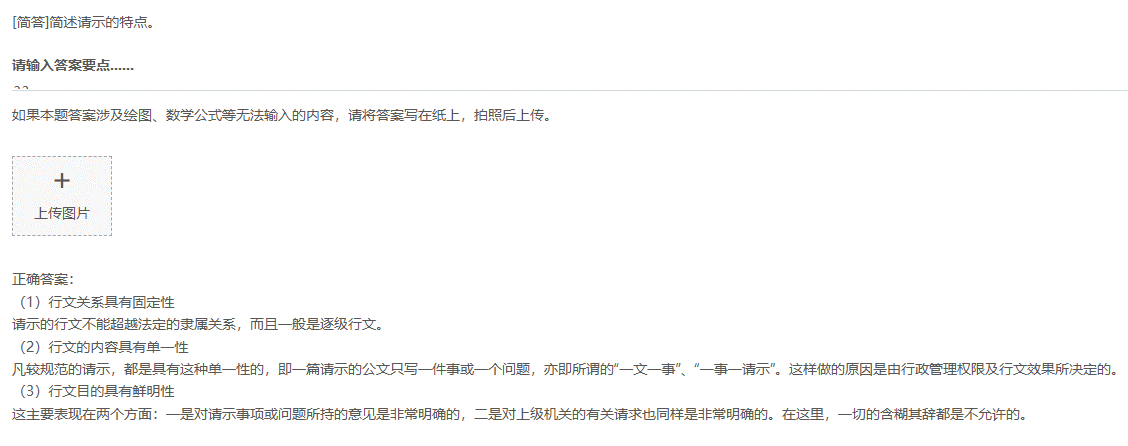 [简答]简述请示的特点。
请输入答案要点......
如果本题答案涉及绘图、数学公式等无法输入的内容，请将答案写在纸上，拍照后上传。
+
上传图片
正确答案：
（1）行文关系具有固定性
请示的行文不能超越法定的隶属关系，而且一般是逐级行文。
（2）行文的内容具有单一性
凡较规范的请示，都是具有这种单一性的，即一篇请示的公文只写一件事或一个问题，亦即所谓的“一文一事”、“一事一请示”。这样做的原因是由行政管理权限及行文效果所决定的。
（3）行文目的具有鲜明性
这主要表现在两个方面：一是对请示事项或问题所持的意见是非常明确的，二是对上级机关的有关请求也同样是非常明确的。在这里，一切的含糊其辞都是不允许的。